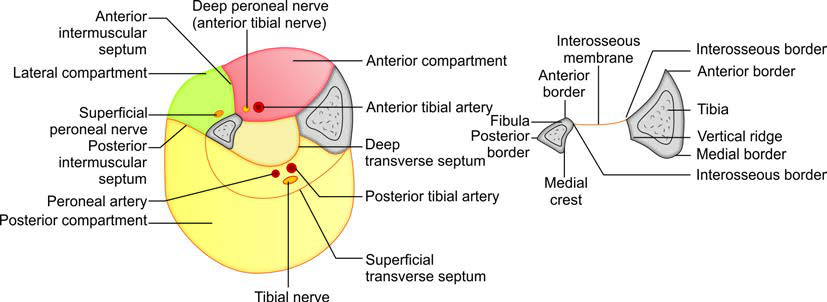 Deep peroneal nerve
(anterior tibial nerve)
Anterior
intermuscular
septum
Lateral compartment
Superficial
peroneal nerve
Posterior
intermuscular
septum
Peroneal artery
Posterior compartment
Tibial nerve
Anterior compartment
Anterior tibial artery
Deep
transverse septum
Posterior tibial artery
Superficial
transverse septum
Interosseous
membrane
Anterior
border
Fibula
Posterior
border
Medial
crest
Interosseous border
Anterior border
Tibia
Vertical ridge
Medial border
Interosseous border